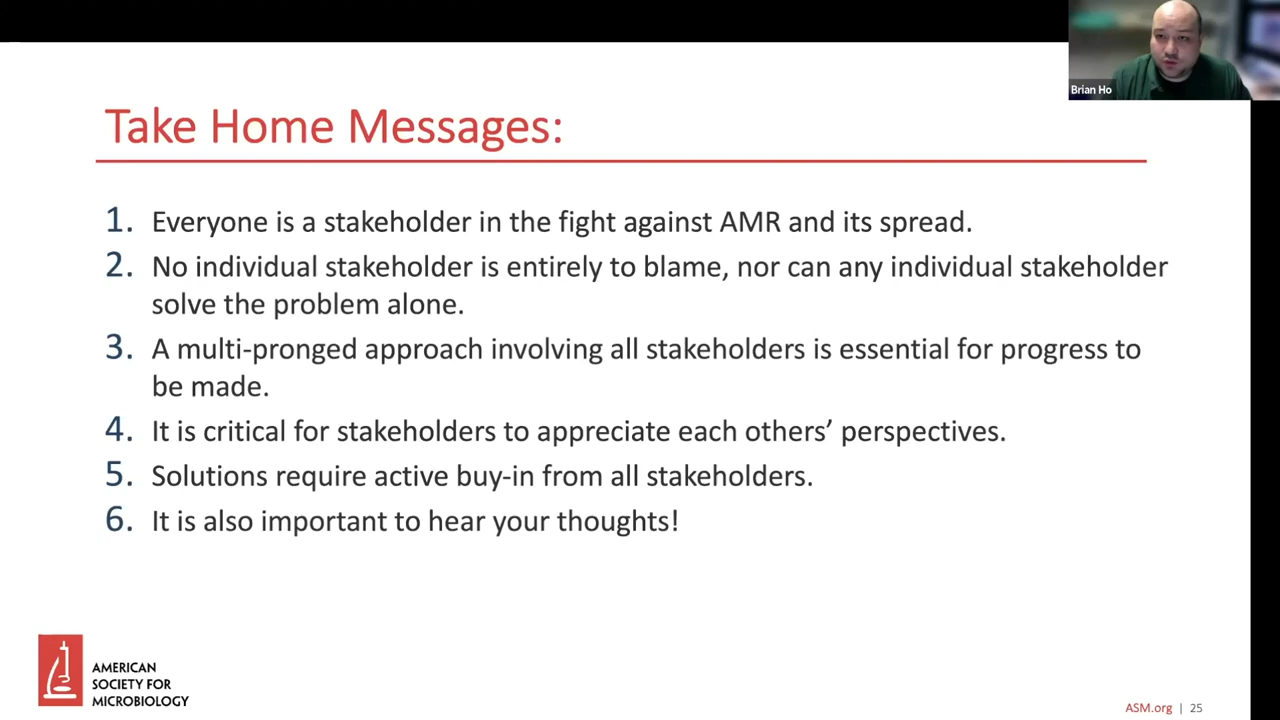 Brian Ho
Take Home Messages:
1. Everyone is a stakeholder in the fight against AMR and its spread.
2. No individual stakeholder is entirely to blame, nor can any individual stakeholder
solve the problem alone.
3. A multi-pronged approach involving all stakeholders is essential for progress to
be made.
4. It is critical for stakeholders to appreciate each others’ perspectives.
5. Solutions require active buy-in from all stakeholders.
6. It is also important to hear your thoughts!
AMERICAN
SOCIETY FOR
MICROBIOLOGY
ASM.org | 25